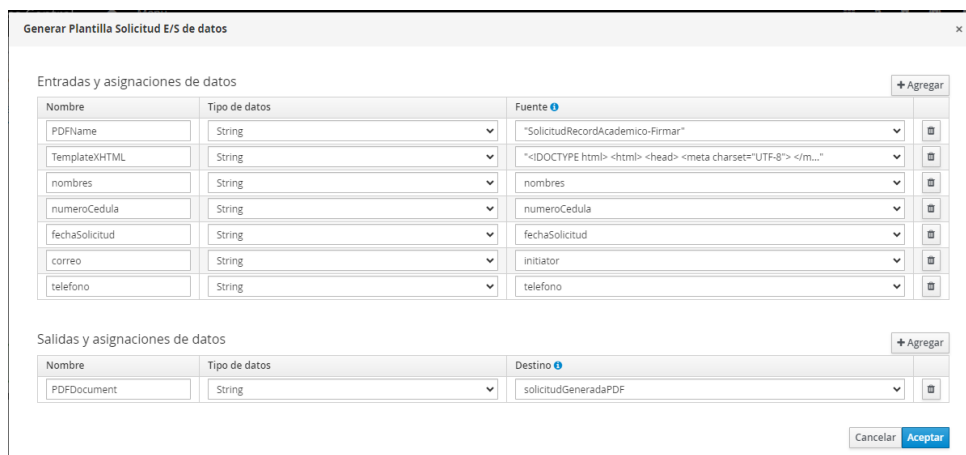 Generar Plantilla Solicitud E/S de datos ×
Entradas y asignaciones de datos
+ Agregar
Nombre Tipo de datos Fuente
PDFName String "SolicitudRecordAcademico-Firmar"
TemplateXHTML String "<!DOCTYPE html> <html> <head> <meta charset="UTF-8"> </m..."
nombres String nombres
numeroCedula String numeroCedula
fechaSolicitud String fechaSolicitud
correo String initiator
telefono String telefono
Salidas y asignaciones de datos
+ Agregar
Nombre Tipo de datos Destino
PDFDocument String solicitudGeneradaPDF
Cancelar Aceptar